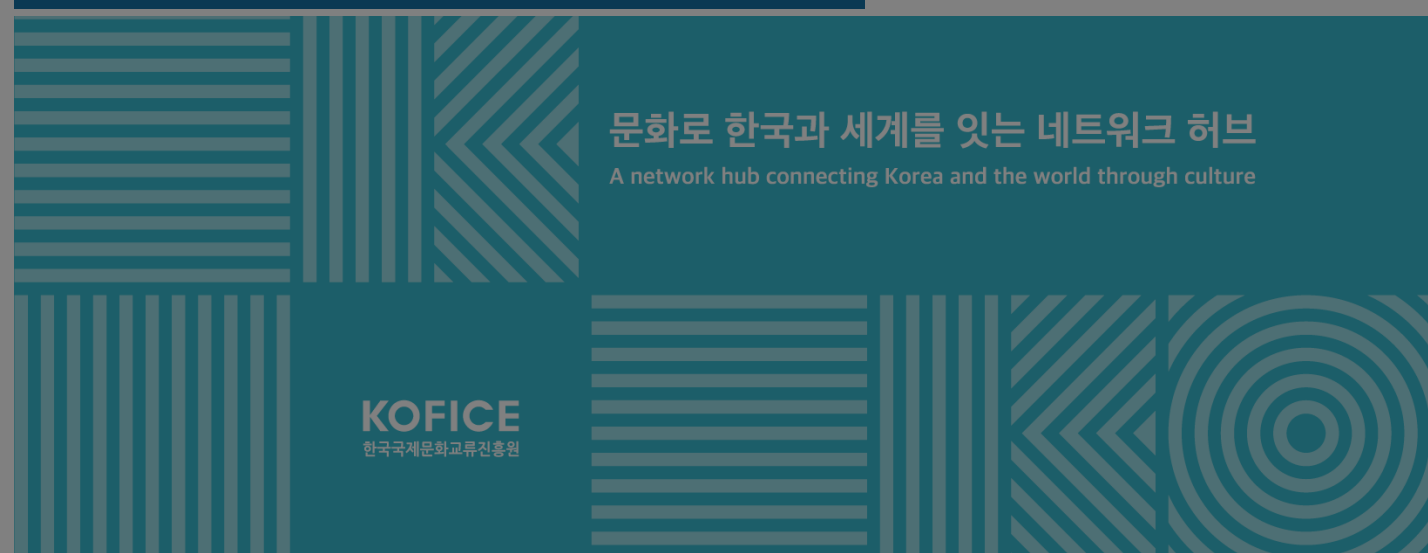 문화로 한국과 세계를 잇는 네트워크 허브
A network hub connecting Korea and the world through culture
KOFICE
한국국제문화교류진흥원